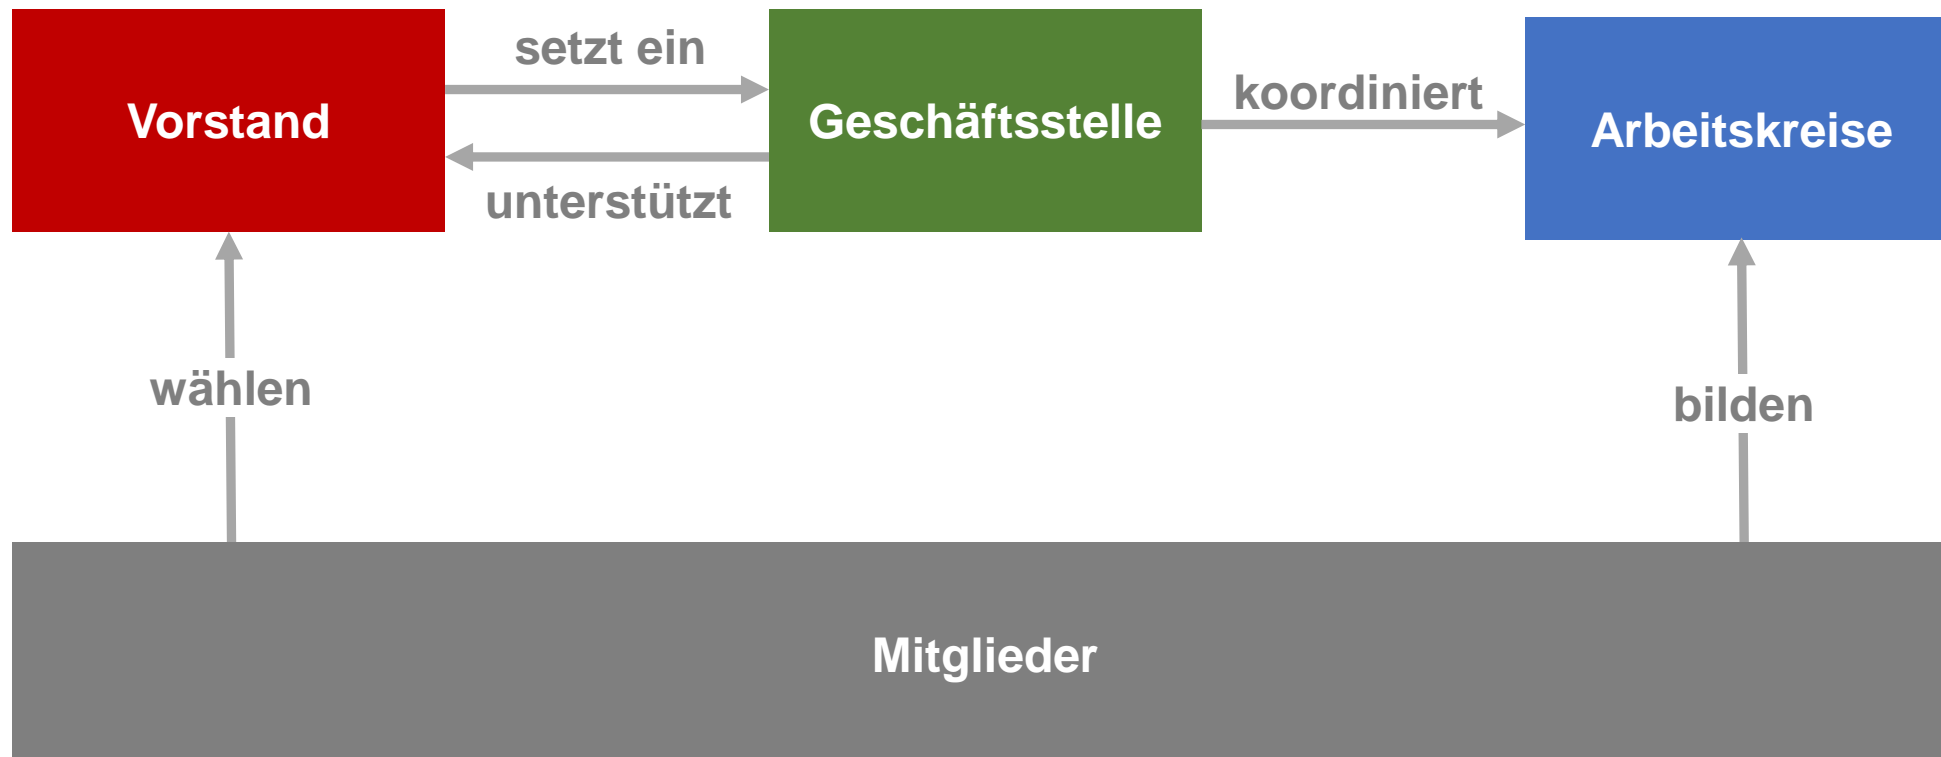 setzt ein
Vorstand
Geschäftsstelle
koordiniert
Arbeitskreise
unterstützt
wählen
bilden
Mitglieder